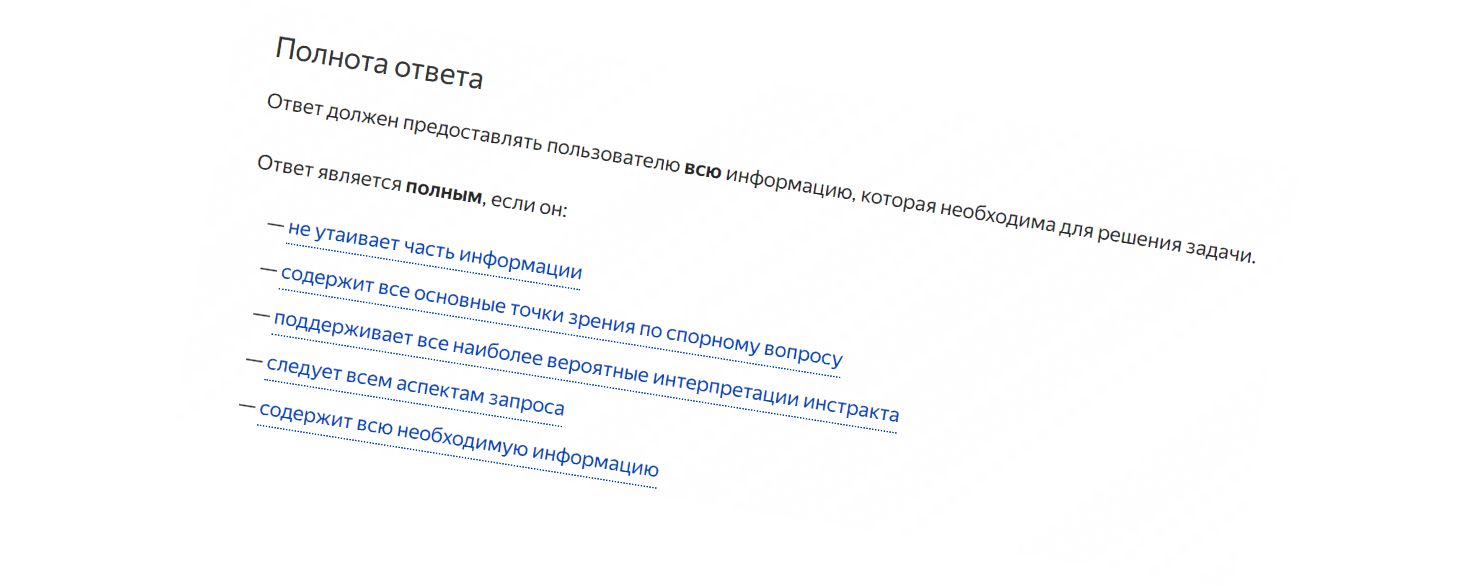 Полнота ответа
Ответ должен предоставлять пользователю всю информацию, которая необходима для решения задачи.
Ответ является полным, если он:
— не утаивает часть информации
— содержит все основные точки зрения по спорному вопросу
— поддерживает все наиболее вероятные интерпретации инстракта
— следует всем аспектам запроса
— содержит всю необходимую информацию